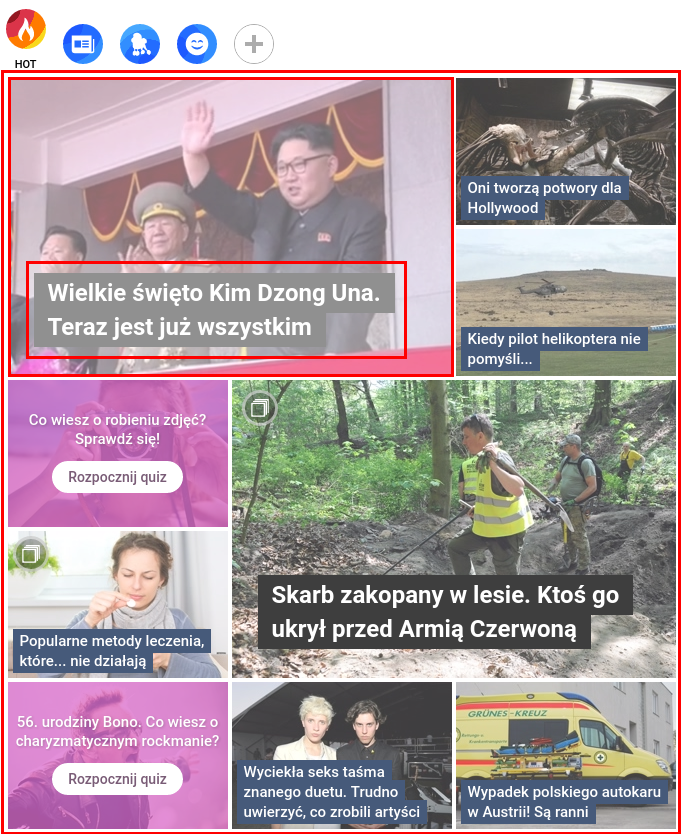 HOT
Wielkie święto Kim Dzong Una.
Teraz jest już wszystkim
Oni tworzą potwory dla
Hollywood
Kiedy pilot helikoptera nie
pomyśli...
Co wiesz o robieniu zdjęć?
Sprawdź się!
Rozpocznij quiz
Skarb zakopany w lesie. Ktoś go
ukrył przed Armią Czerwoną
Popularne metody leczenia,
które... nie działają
56. urodziny Bono. Co wiesz o
charyzmatycznym rockmanie?
Rozpocznij quiz
Wyciekła seks taśma
znanego duetu. Trudno
uwierzyć, co zrobili artyści
GRÜNES-KREUZ
Wypadek polskiego autokaru
w Austrii! Są ranni